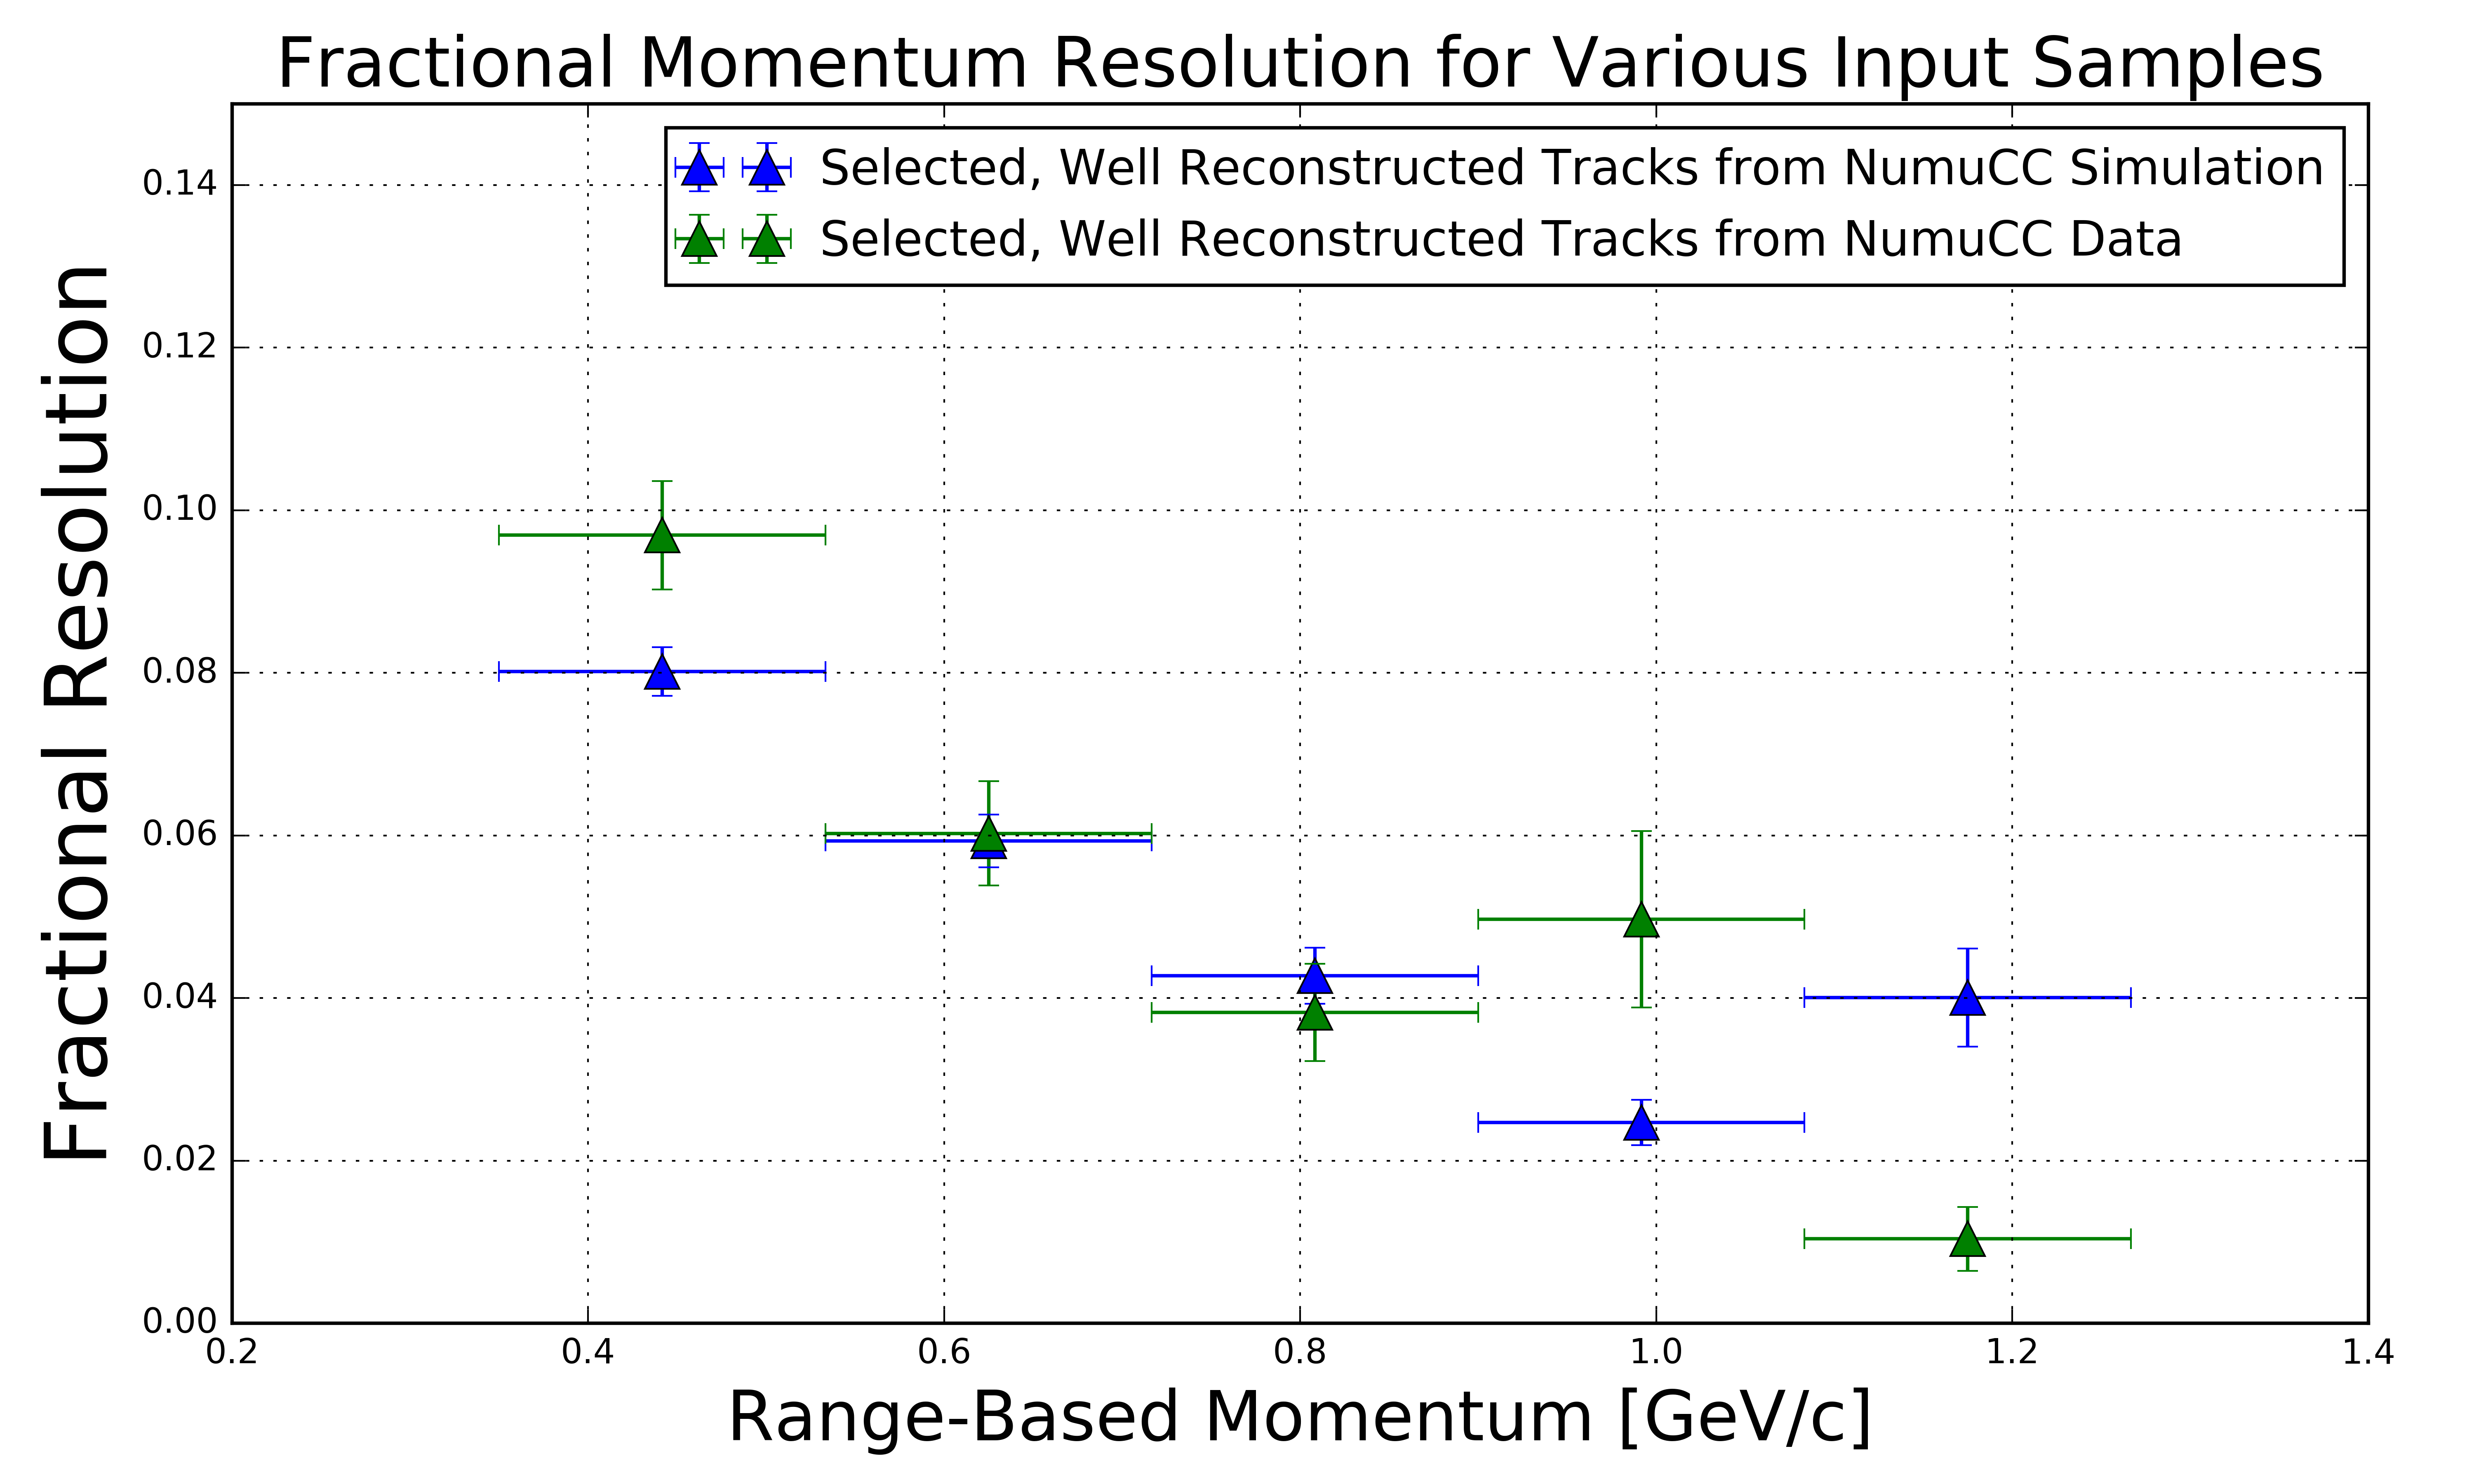 Fractional Momentum Resolution for Various Input Samples
Selected, Well Reconstructed Tracks from NumuCC Simulation
Selected, Well Reconstructed Tracks from NumuCC Data
Fractional Resolution
0.14
0.12
0.10
0.08
0.06
0.04
0.02
0.00
0.2 0.4 0.6 0.8 1.0 1.2 1.4
Range-Based Momentum [GeV/c]